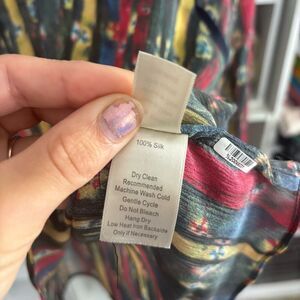 100% Silk
Dry Clean
Recommended
Machine Wash Cold
Gentle Cycle
Do Not Bleach
Hang Dry
Low Heat from Backside
Only if Necessary